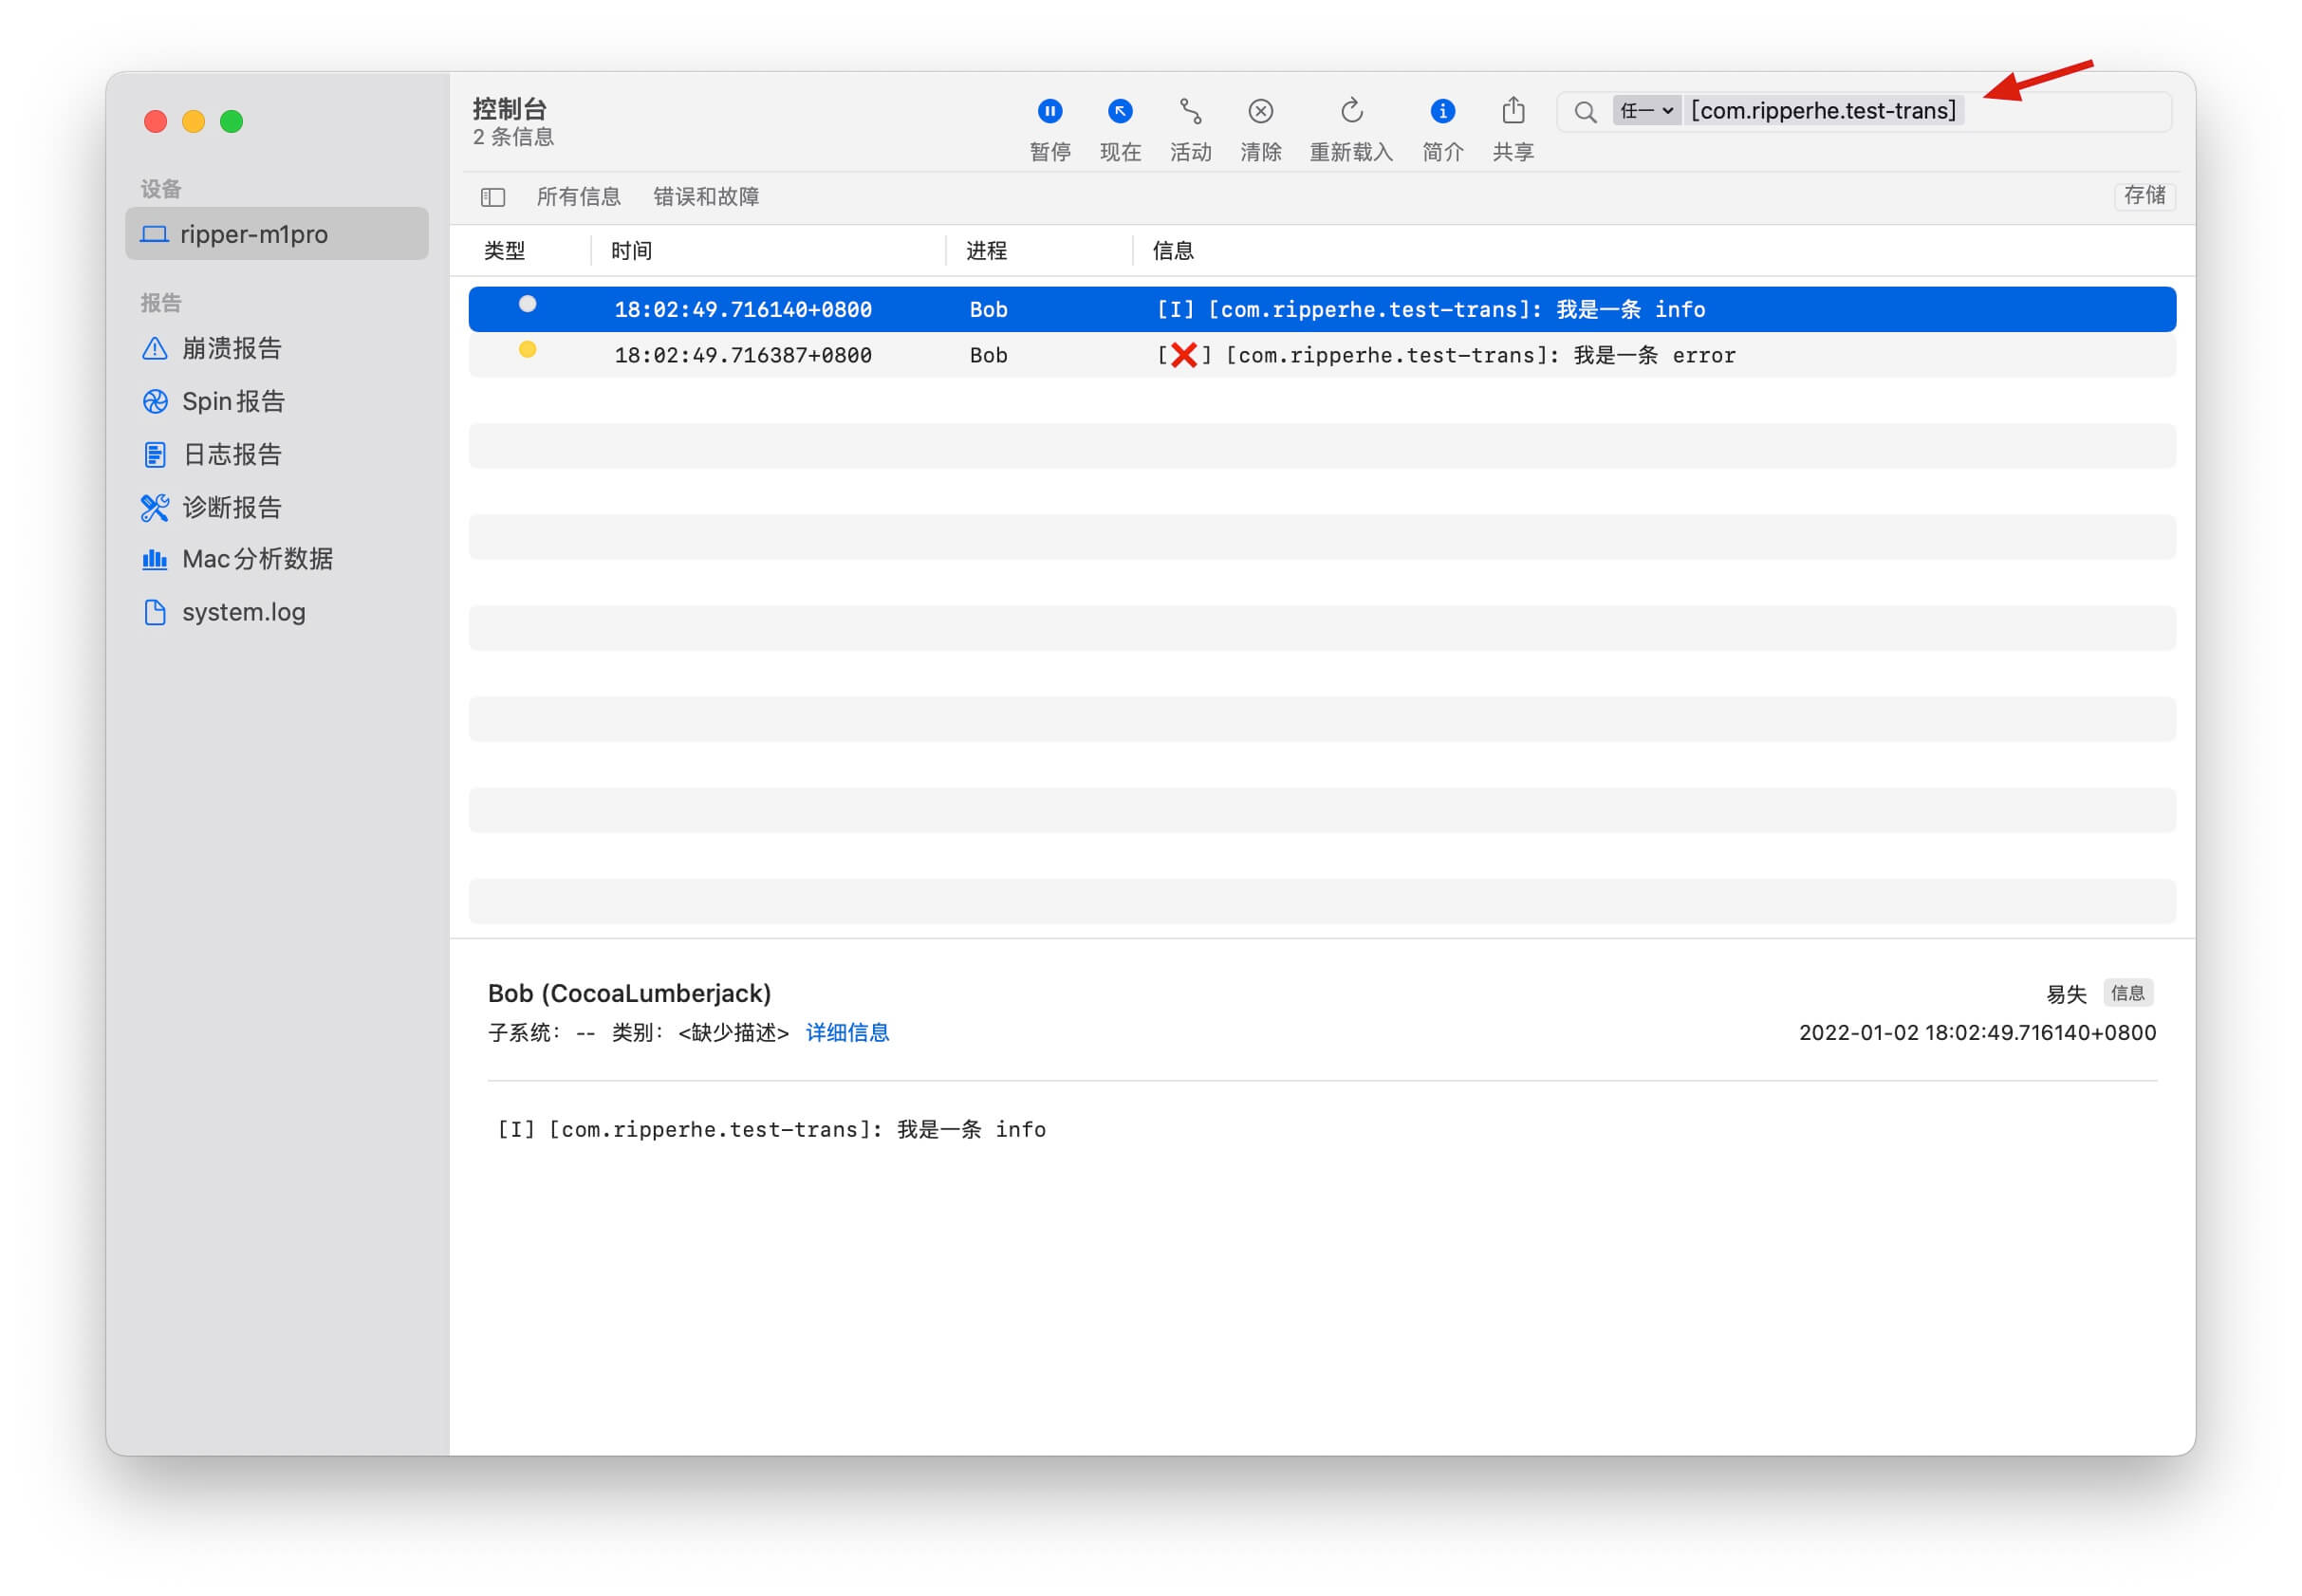 控制台
2 条信息
暂停
现在
活动
清除
重新载入
简介
共享
任一 [com.ripperhe.test-trans]
设备
ripper-m1pro
报告
崩溃报告
Spin报告
日志报告
诊断报告
Mac分析数据
system.log
所有信息 错误和故障 存储
类型 时间 进程 信息
18:02:49.716140+0800 Bob [I] [com.ripperhe.test-trans]: 我是一条 info
18:02:49.716387+0800 Bob [❌] [com.ripperhe.test-trans]: 我是一条 error
Bob (CocoaLumberjack) 易失 信息
子系统: -- 类别: <缺少描述> 详细信息 2022-01-02 18:02:49.716140+0800
[I] [com.ripperhe.test-trans]: 我是一条 info